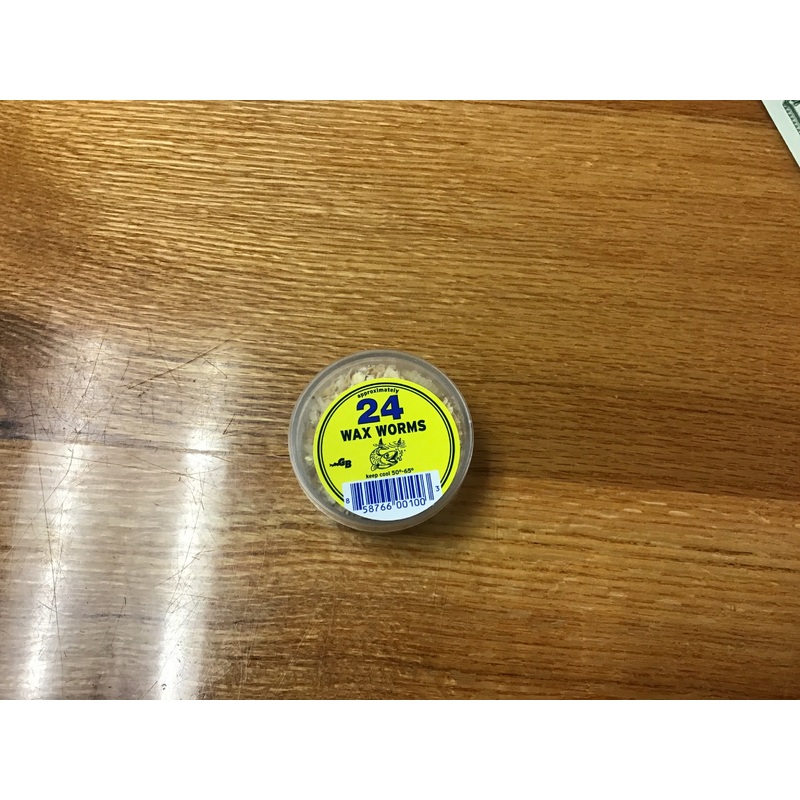 approximately
24
WAX WORMS
GB
keep cool 50°-65°
8 58766 00100 3